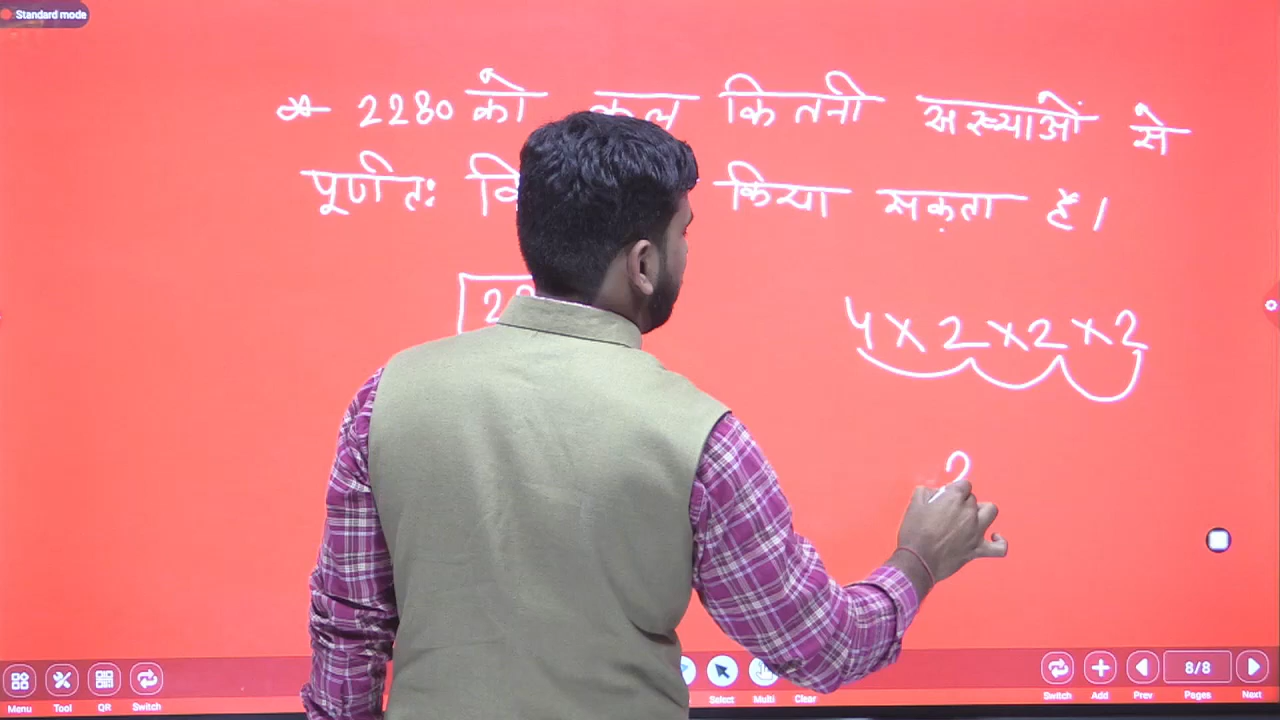 Standard mode
* 2280 को कुल कितनी सख्याओं से
पूर्णतः किया सकता है।
4 x 2 x 2 x 2
2
Menu Tool QR Switch Select Multi Clear Switch Add Prev 8/8 Pages Next